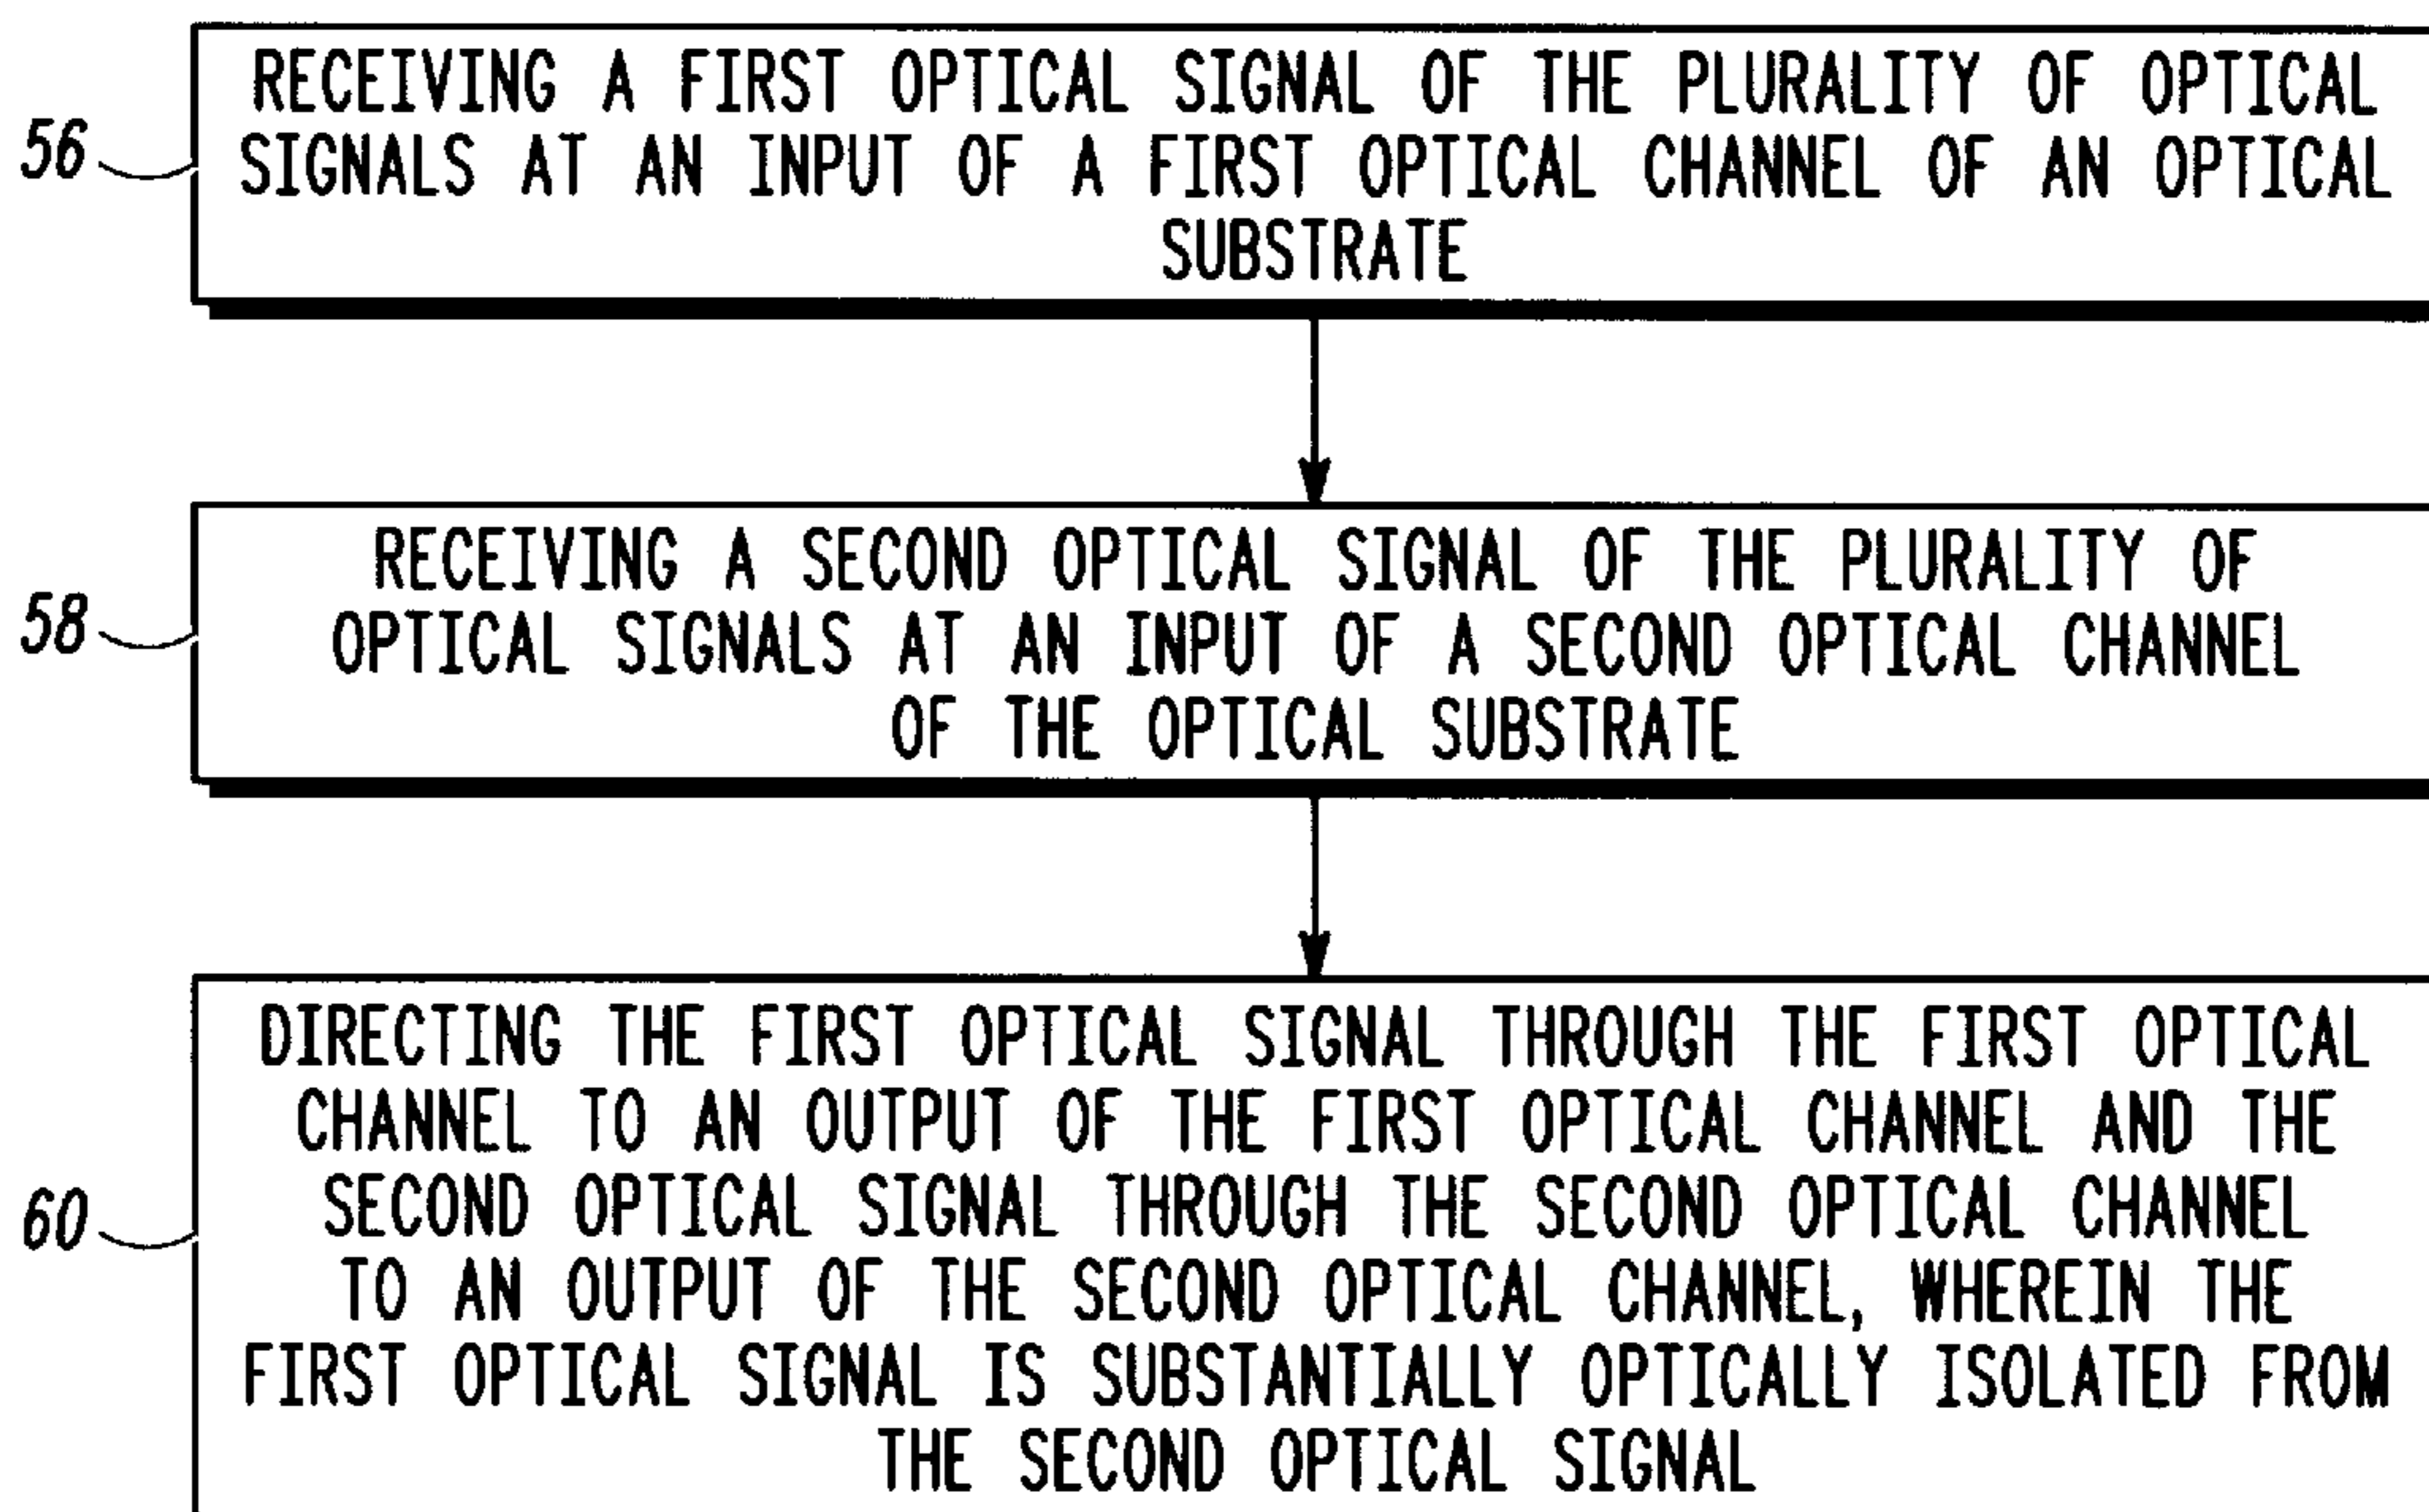 RECEIVING A FIRST OPTICAL SIGNAL OF THE PLURALITY OF OPTICAL
56 SIGNALS AT AN INPUT OF A FIRST OPTICAL CHANNEL OF AN OPTICAL
SUBSTRATE
RECEIVING A SECOND OPTICAL SIGNAL OF THE PLURALITY OF
58 OPTICAL SIGNALS AT AN INPUT OF A SECOND OPTICAL CHANNEL
OF THE OPTICAL SUBSTRATE
DIRECTING THE FIRST OPTICAL SIGNAL THROUGH THE FIRST OPTICAL
CHANNEL TO AN OUTPUT OF THE FIRST OPTICAL CHANNEL AND THE
60 SECOND OPTICAL SIGNAL THROUGH THE SECOND OPTICAL CHANNEL
TO AN OUTPUT OF THE SECOND OPTICAL CHANNEL, WHEREIN THE
FIRST OPTICAL SIGNAL IS SUBSTANTIALLY OPTICALLY ISOLATED FROM
THE SECOND OPTICAL SIGNAL